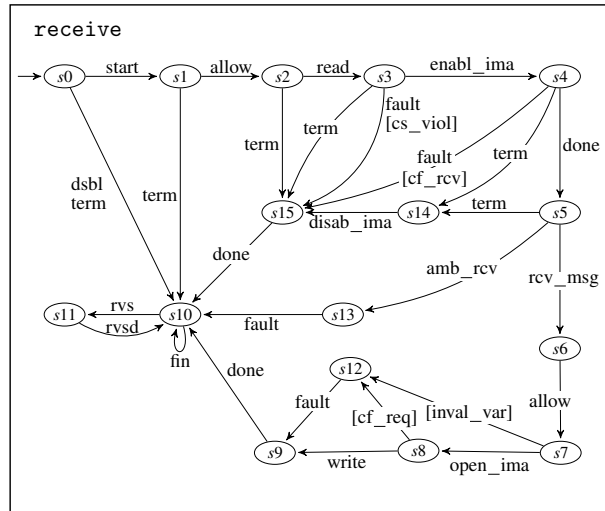 receive
s0 start s1 allow s2 read s3 enabl_ima s4
fault
[cs_viol]
term
term
fault
[cf_rcv]
term
done
dsbl
term
term
s15 disab_ima s14 term s5
done
amb_rcv
rcv_msg
s11 rvs s10 fault s13
rvsd
fin
s6
done
s12
fault
[cf_req]
[inval_var]
allow
s9 write s8 open_ima s7